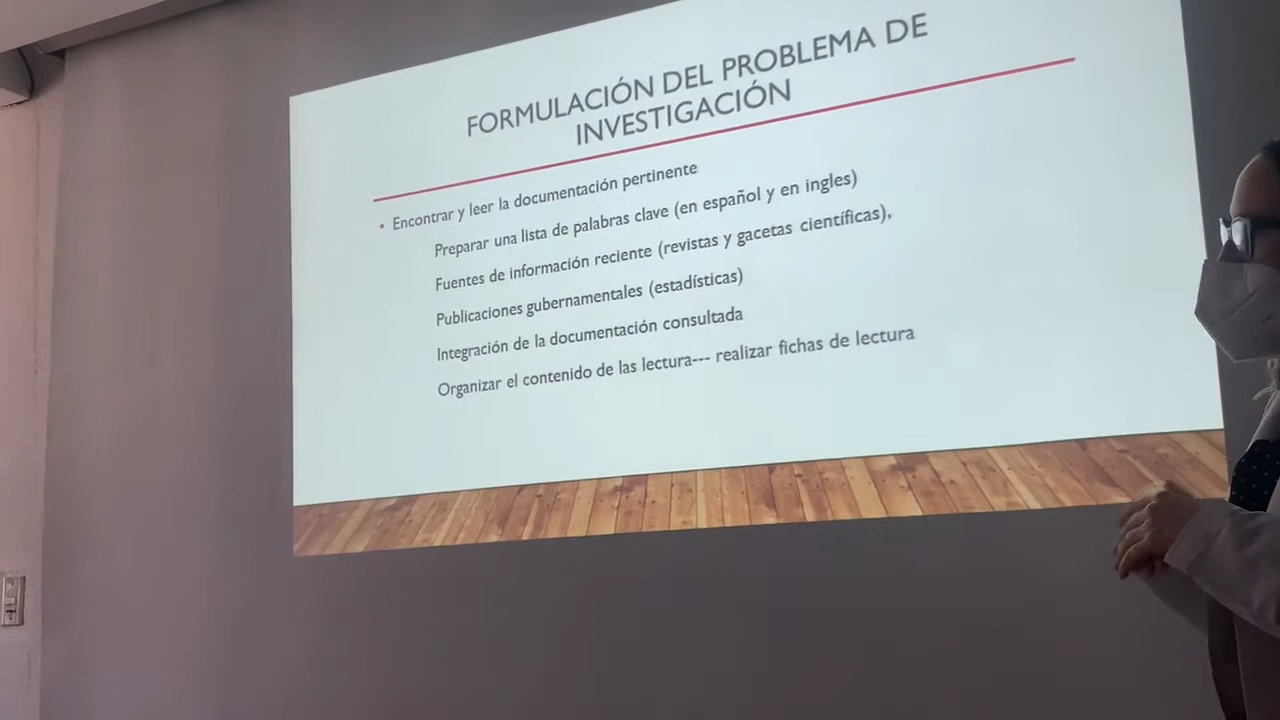 FORMULACIÓN DEL PROBLEMA DE
INVESTIGACIÓN
• Encontrar y leer la documentación pertinente
Preparar una lista de palabras clave (en español y en ingles)
Fuentes de información reciente (revistas y gacetas científicas),
Publicaciones gubernamentales (estadísticas)
Integración de la documentación consultada
Organizar el contenido de las lectura--- realizar fichas de lectura